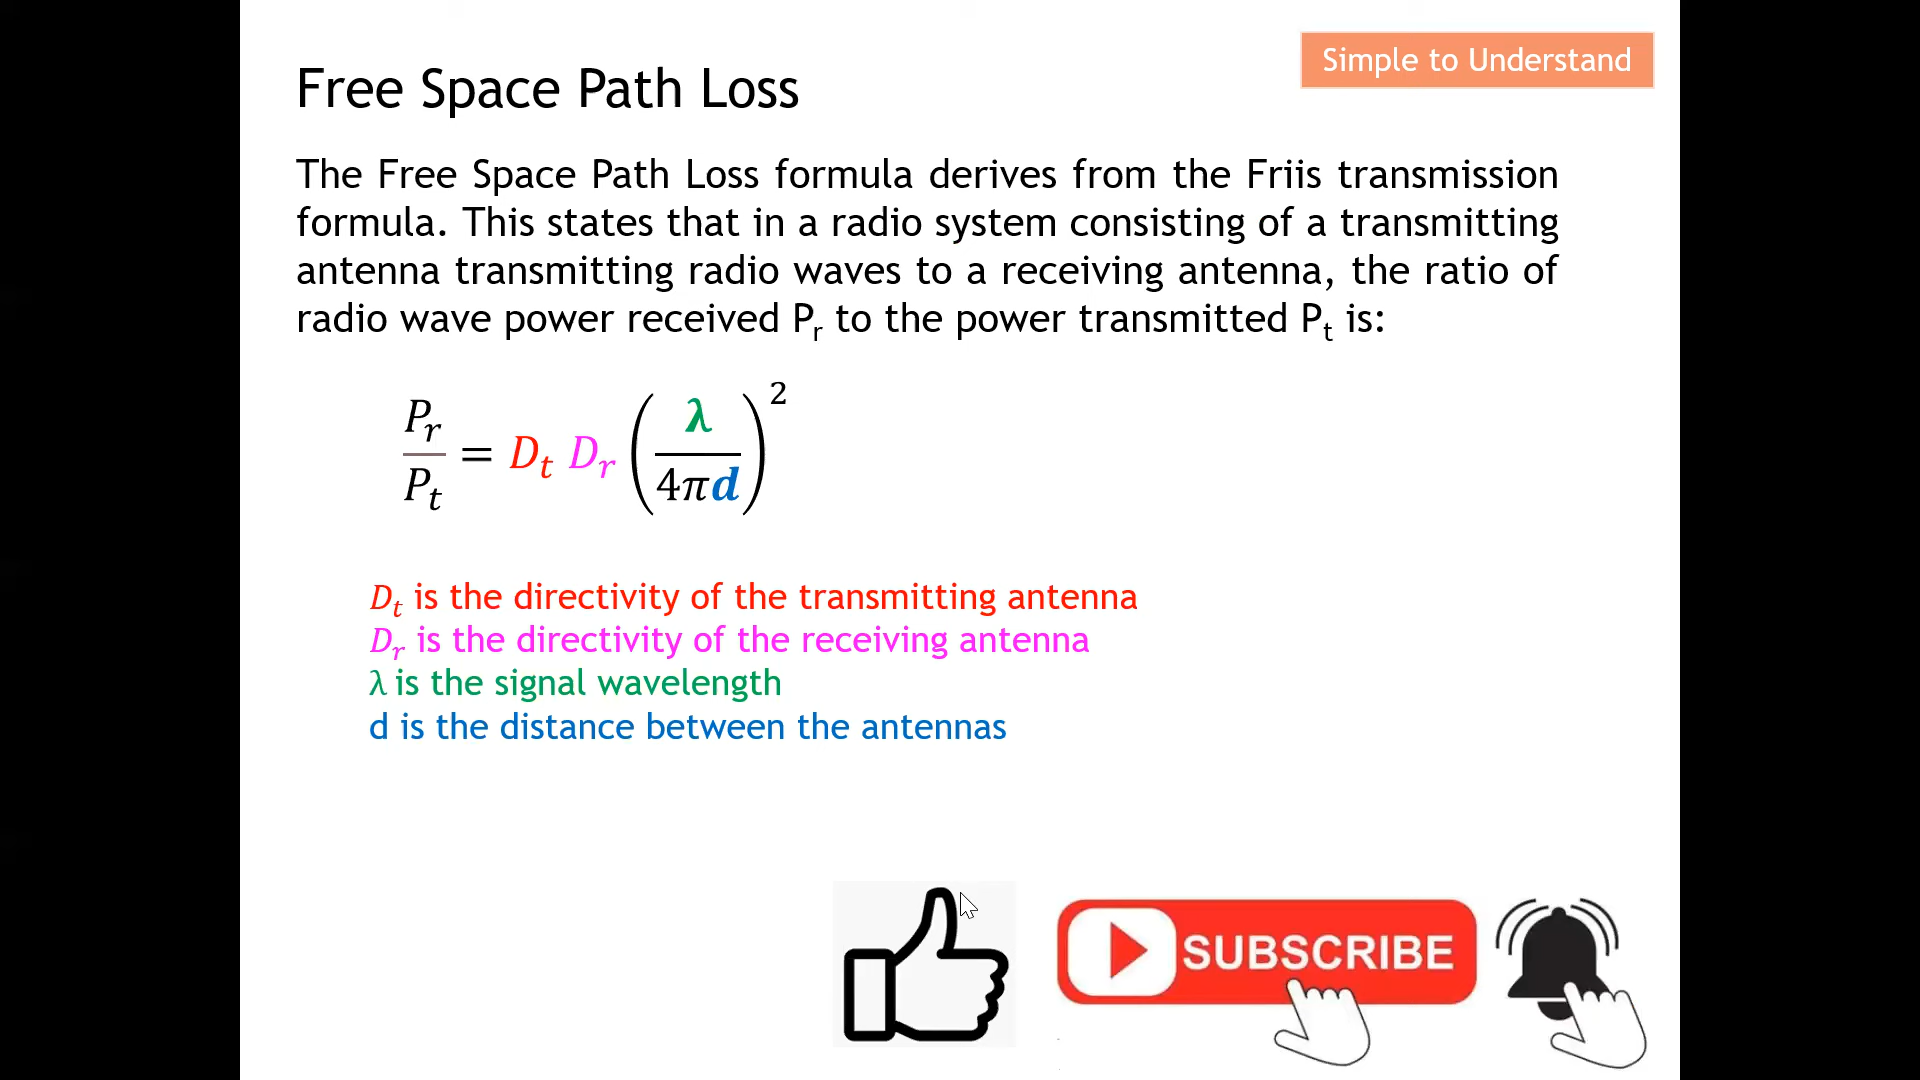 Simple to Understand
Free Space Path Loss
The Free Space Path Loss formula derives from the Friis transmission
formula. This states that in a radio system consisting of a transmitting
antenna transmitting radio waves to a receiving antenna, the ratio of
radio wave power received Pᵣ to the power transmitted Pₜ is:
Pᵣ/Pₜ = Dₜ Dᵣ (λ/4πd)²
Dₜ is the directivity of the transmitting antenna
Dᵣ is the directivity of the receiving antenna
λ is the signal wavelength
d is the distance between the antennas
SUBSCRIBE